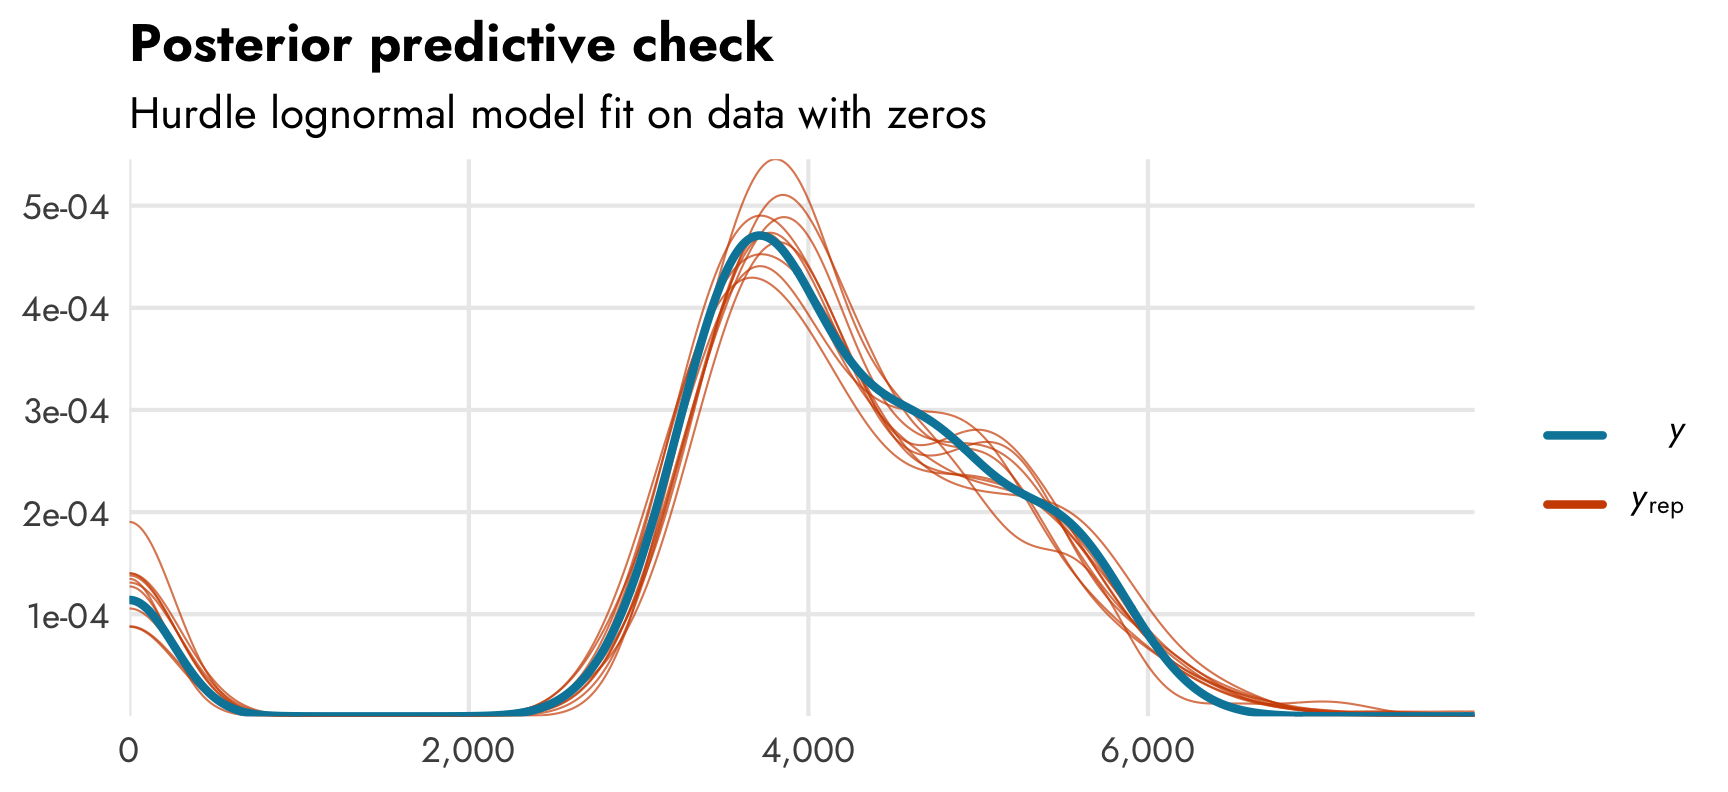 Posterior predictive check
Hurdle lognormal model fit on data with zeros
5e-04
4e-04
3e-04
2e-04
1e-04
0 2,000 4,000 6,000
y
yrep